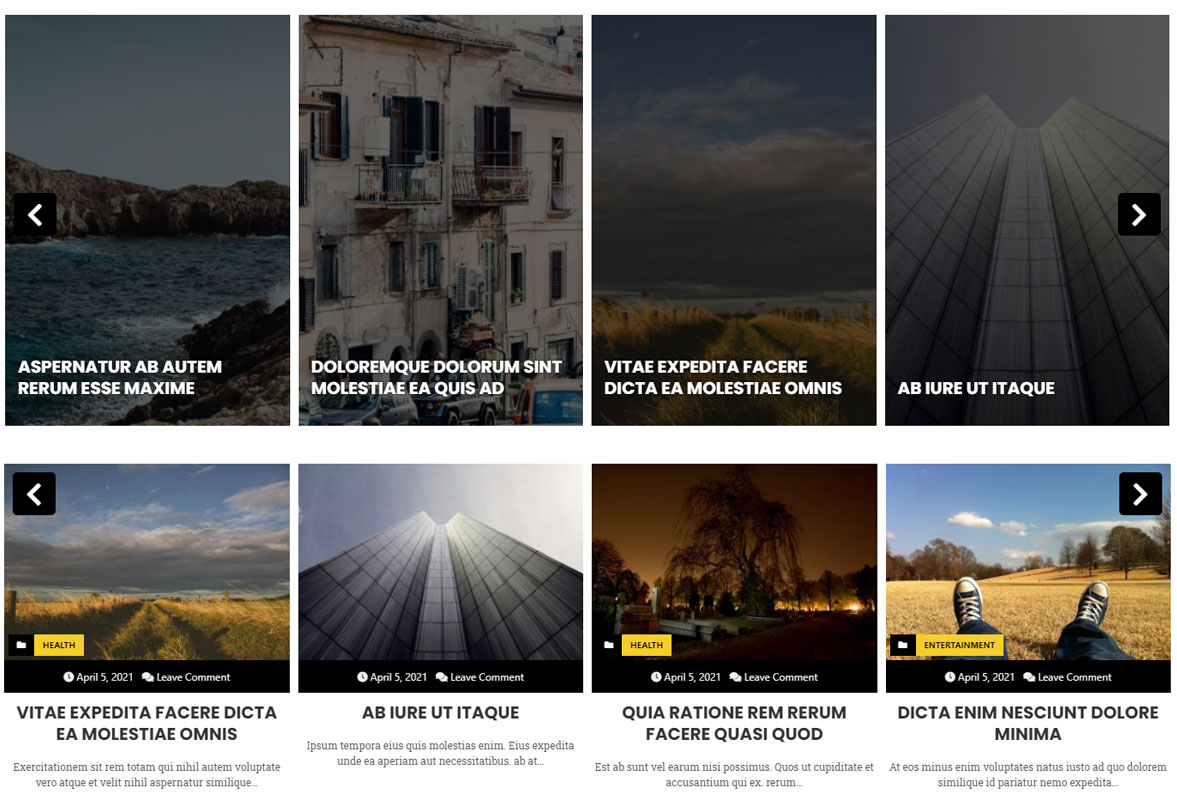 ASPERNATUR AB AUTEM
RERUM ESSE MAXIME
DOLOREMQUE DOLORUM SINT
MOLESTIAE EA QUIS AD
VITAE EXPEDITA FACERE
DICTA EA MOLESTIAE OMNIS
AB IURE UT ITAQUE
HEALTH
April 5, 2021 Leave Comment
VITAE EXPEDITA FACERE DICTA
EA MOLESTIAE OMNIS
Exercitationem sit rem totam qui nihil autem voluptate
vero atque et velit nihil aspernatur similique...
April 5, 2021 Leave Comment
AB IURE UT ITAQUE
Ipsum tempora eius quis molestias enim. Eius expedita
unde ea aperiam aut necessitatibus. ab at...
HEALTH
April 5, 2021 Leave Comment
QUIA RATIONE REM RERUM
FACERE QUASI QUOD
Est ab sunt vel earum nisi possimus. Quos ut cupiditate et
accusantium qui ex. rerum...
ENTERTAINMENT
April 5, 2021 Leave Comment
DICTA ENIM NESCIUNT DOLORE
MINIMA
At eos minus enim voluptates natus iusto ad quo dolorem
similique id pariatur nemo expedita...